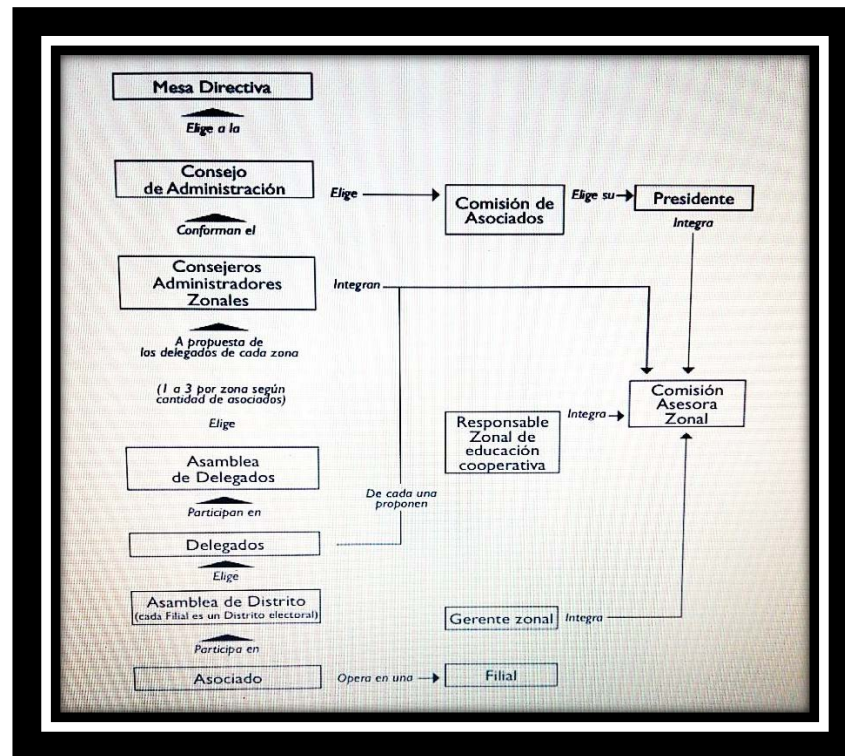 Mesa Directiva
Elige a la
Consejo
de Administración
Elige
Comisión de
Asociados
Elige su
Presidente
Integra
Conforman el
Consejeros
Administradores
Zonales
Integran
A propuesta de
los delegados de cada zona
(1 a 3 por zona según
cantidad de asociados)
Elige
Comisión
Asesora
Zonal
Responsable
Zonal de
educación
cooperativa
Integra
Asamblea
de Delegados
De cada una
proponen
Participan en
Delegados
Elige
Asamblea de Distrito
(cada Filial es un Distrito electoral)
Gerente zonal
Integra
Participa en
Asociado
Opera en una
Filial